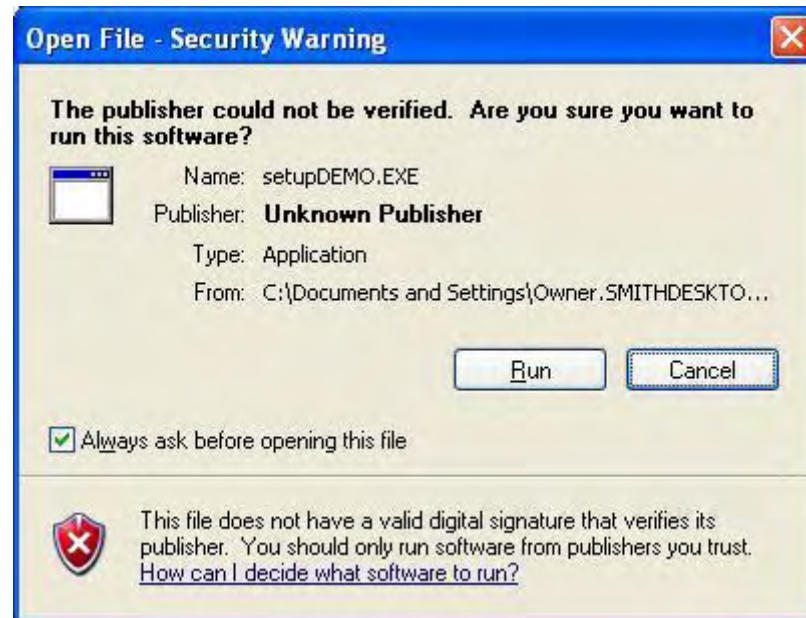 Open File - Security Warning
The publisher could not be verified.  Are you sure you want to
run this software?
Name: setupDEMO.EXE
Publisher: Unknown Publisher
Type: Application
From: C:\Documents and Settings\Owner.SMITHDESKTO...
Run Cancel
Always ask before opening this file
This file does not have a valid digital signature that verifies its
publisher.  You should only run software from publishers you trust.
How can I decide what software to run?